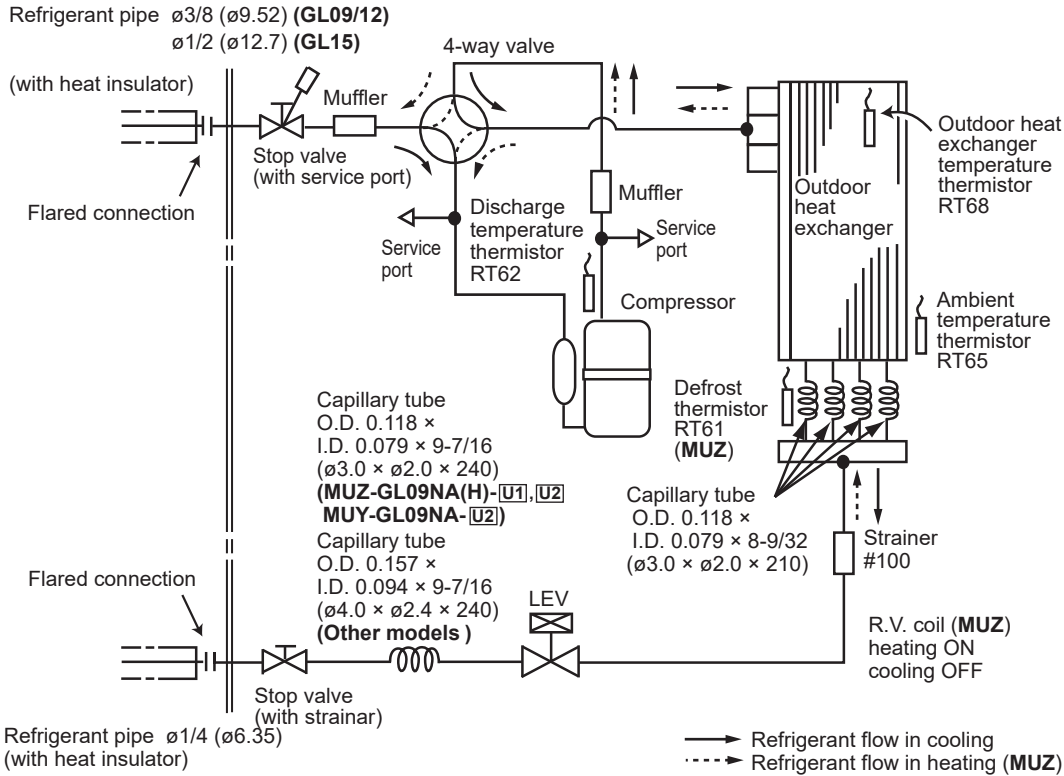 Refrigerant pipe ø3/8 (ø9.52) (GL09/12)
ø1/2 (ø12.7) (GL15)
(with heat insulator)
4-way valve
Muffler
Stop valve
(with service port)
Flared connection
Service
port
Discharge
temperature
thermistor
RT62
Muffler
Service
port
Compressor
Outdoor
heat
exchanger
Outdoor heat
exchanger
temperature
thermistor
RT68
Ambient
temperature
thermistor
RT65
Defrost
thermistor
RT61
(MUZ)
Capillary tube
O.D. 0.118 ×
I.D. 0.079 × 9-7/16
(ø3.0 × ø2.0 × 240)
(MUZ-GL09NA(H)-U1,U2
MUY-GL09NA-U2)
Capillary tube
O.D. 0.157 ×
I.D. 0.094 × 9-7/16
(ø4.0 × ø2.4 × 240)
(Other models )
Capillary tube
O.D. 0.118 ×
I.D. 0.079 × 8-9/32
(ø3.0 × ø2.0 × 210)
Strainer
#100
Flared connection
LEV
R.V. coil (MUZ)
heating ON
cooling OFF
Stop valve
(with strainar)
Refrigerant pipe ø1/4 (ø6.35)
(with heat insulator)
Refrigerant flow in cooling
Refrigerant flow in heating (MUZ)